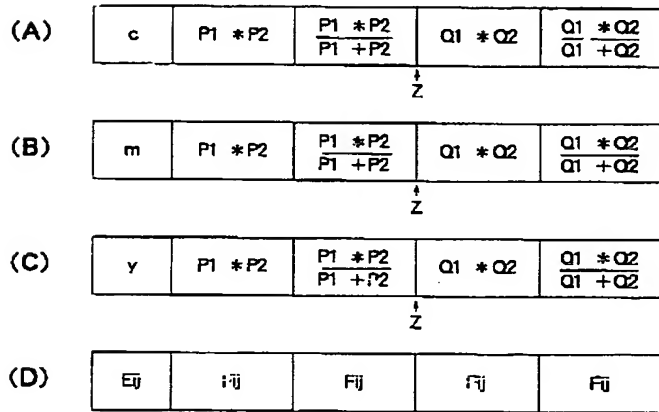 (A) c P1 *P2 P1 *P2 / P1 +P2 Q1 *Q2 Q1 *Q2 / Q1 +Q2
Z
(B) m P1 *P2 P1 *P2 / P1 +P2 Q1 *Q2 Q1 *Q2 / Q1 +Q2
Z
(C) y P1 *P2 P1 *P2 / P1 +P2 Q1 *Q2 Q1 *Q2 / Q1 +Q2
Z
(D) Eij Fij Fij